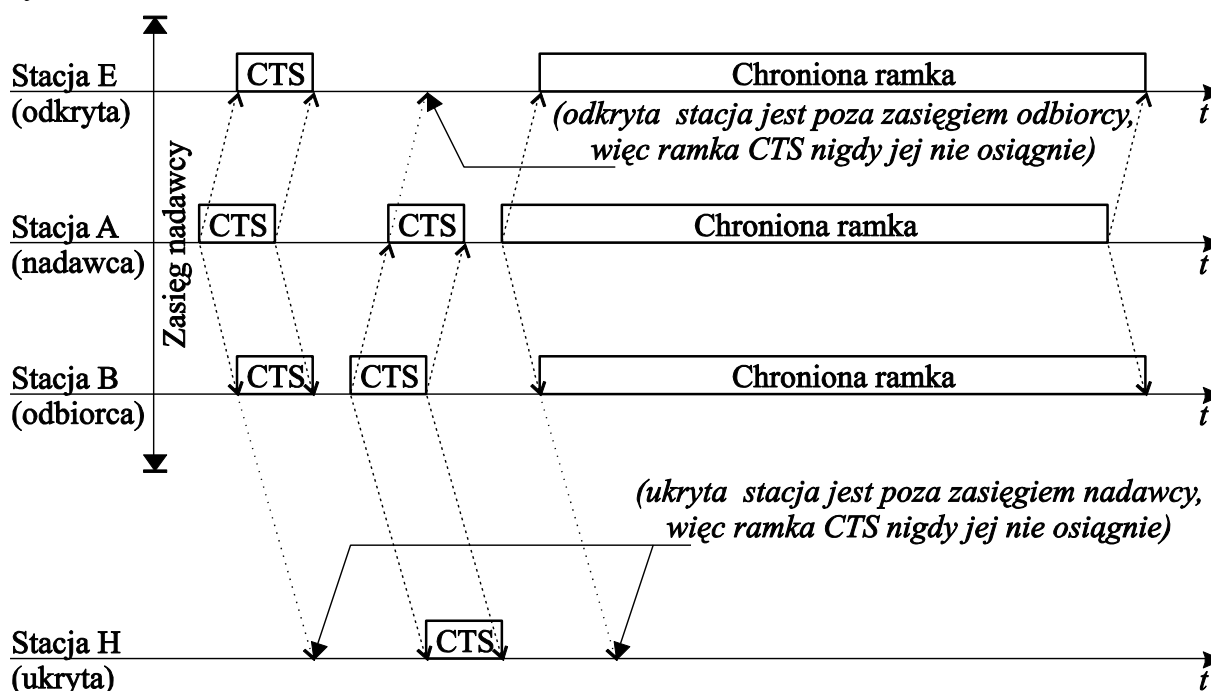 Stacja E
(odkryta)
CTS
Chroniona ramka
t
(odkryta stacja jest poza zasięgiem odbiorcy,
więc ramka CTS nigdy jej nie osiągnie)
Zasięg nadawcy
Stacja A
(nadawca)
CTS
CTS
Chroniona ramka
t
Stacja B
(odbiorca)
CTS
CTS
Chroniona ramka
t
(ukryta stacja jest poza zasięgiem nadawcy,
więc ramka CTS nigdy jej nie osiągnie)
Stacja H
(ukryta)
CTS
t